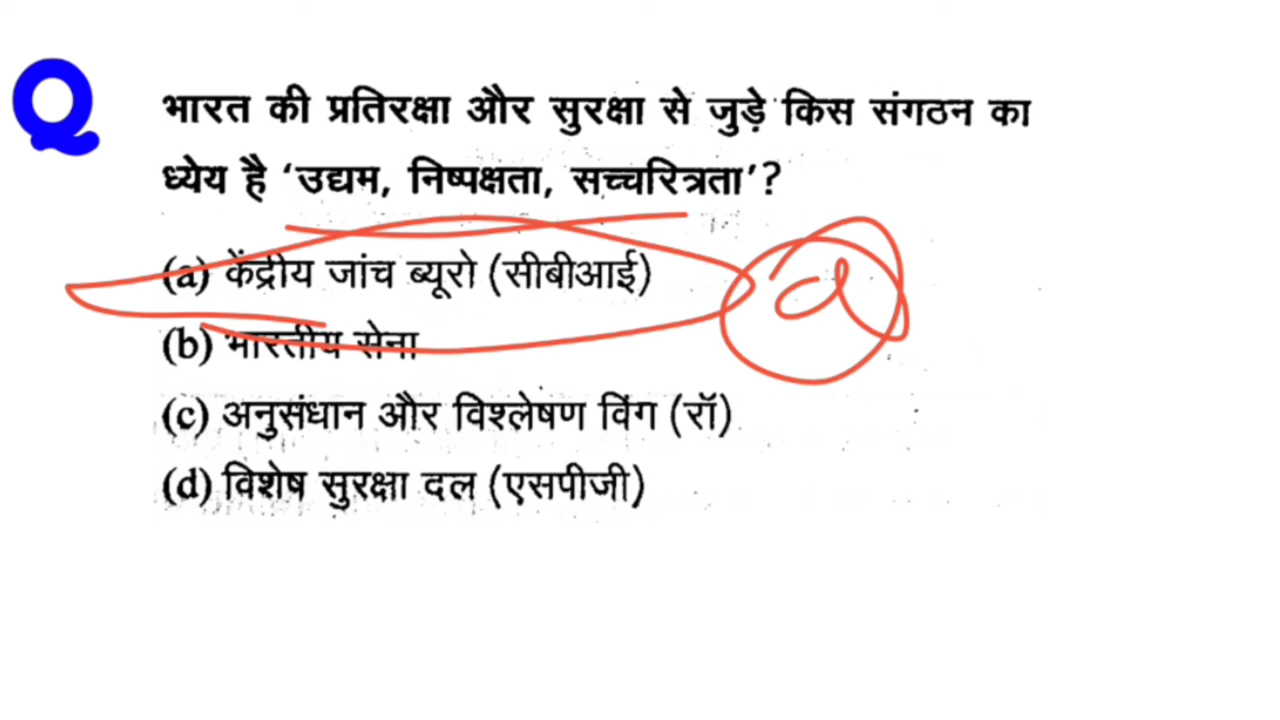 Q
भारत की प्रतिरक्षा और सुरक्षा से जुड़े किस संगठन का
ध्येय है ‘उद्यम, निष्पक्षता, सच्चरित्रता’?
(a) केंद्रीय जांच ब्यूरो (सीबीआई)
a
(b) भारतीय सेना
(c) अनुसंधान और विश्लेषण विंग (रॉ)
(d) विशेष सुरक्षा दल (एसपीजी)